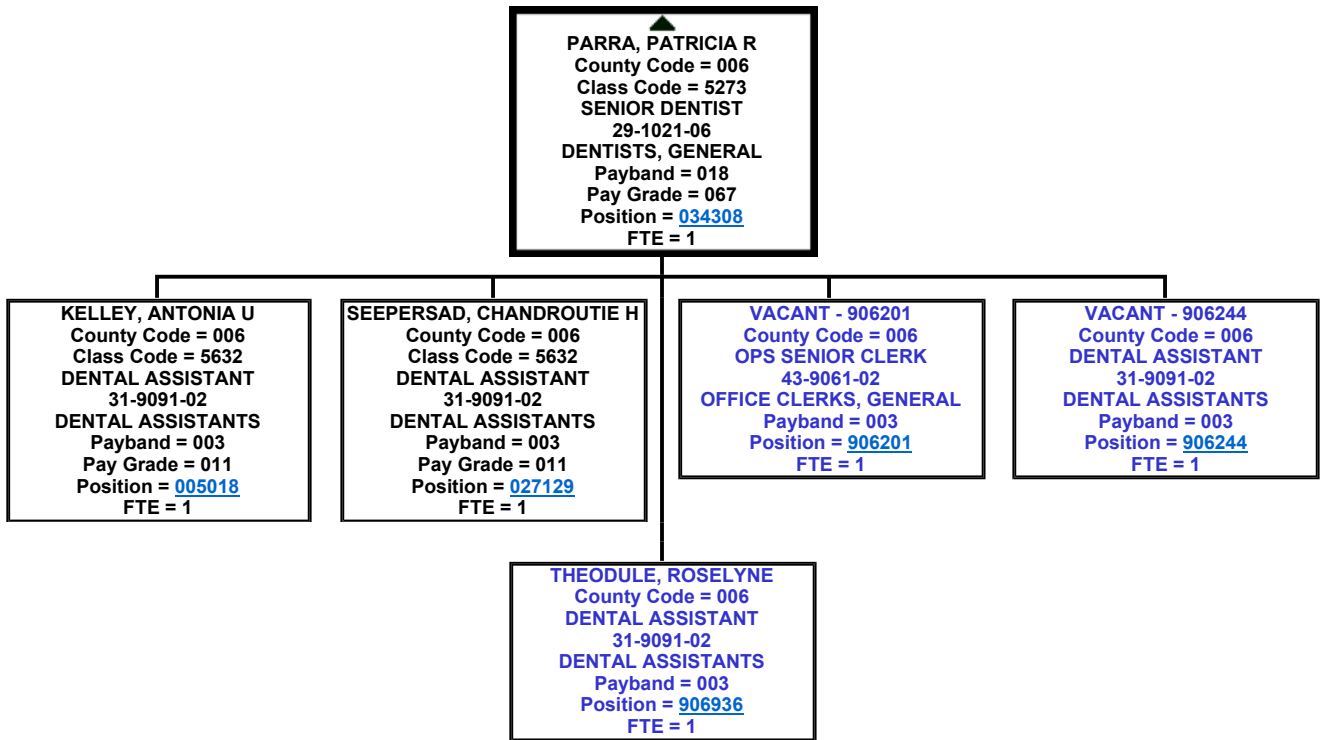 PARRA, PATRICIA R
County Code = 006
Class Code = 5273
SENIOR DENTIST
29-1021-06
DENTISTS, GENERAL
Payband = 018
Pay Grade = 067
Position = 034308
FTE = 1
KELLEY, ANTONIA U
County Code = 006
Class Code = 5632
DENTAL ASSISTANT
31-9091-02
DENTAL ASSISTANTS
Payband = 003
Pay Grade = 011
Position = 005018
FTE = 1
SEEPERSAD, CHANDROUTIE H
County Code = 006
Class Code = 5632
DENTAL ASSISTANT
31-9091-02
DENTAL ASSISTANTS
Payband = 003
Pay Grade = 011
Position = 027129
FTE = 1
VACANT - 906201
County Code = 006
OPS SENIOR CLERK
43-9061-02
OFFICE CLERKS, GENERAL
Payband = 003
Position = 906201
FTE = 1
VACANT - 906244
County Code = 006
DENTAL ASSISTANT
31-9091-02
DENTAL ASSISTANTS
Payband = 003
Position = 906244
FTE = 1
THEODULE, ROSELYNE
County Code = 006
DENTAL ASSISTANT
31-9091-02
DENTAL ASSISTANTS
Payband = 003
Position = 906936
FTE = 1